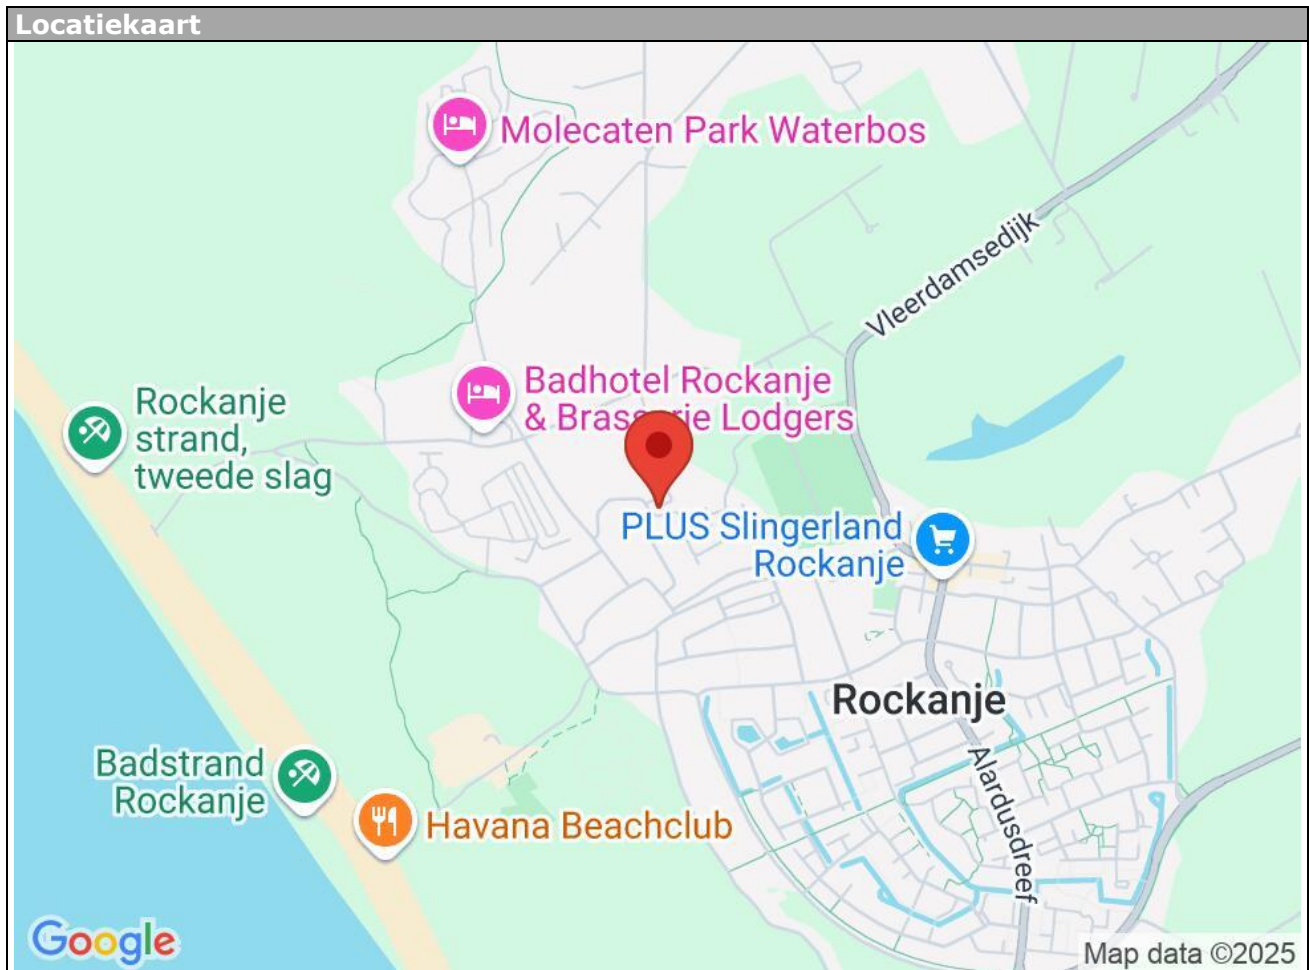 Locatiekaart
Molecaten Park Waterbos
Vleerdamsedijk
Badhotel Rockanje
& Brasserie Lodgers
Rockanje
strand,
tweede slag
PLUS Slingerland
Rockanje
Rockanje
Badstrand
Rockanje
Alardusdreef
Havana Beachclub
Google
Map data ©2025